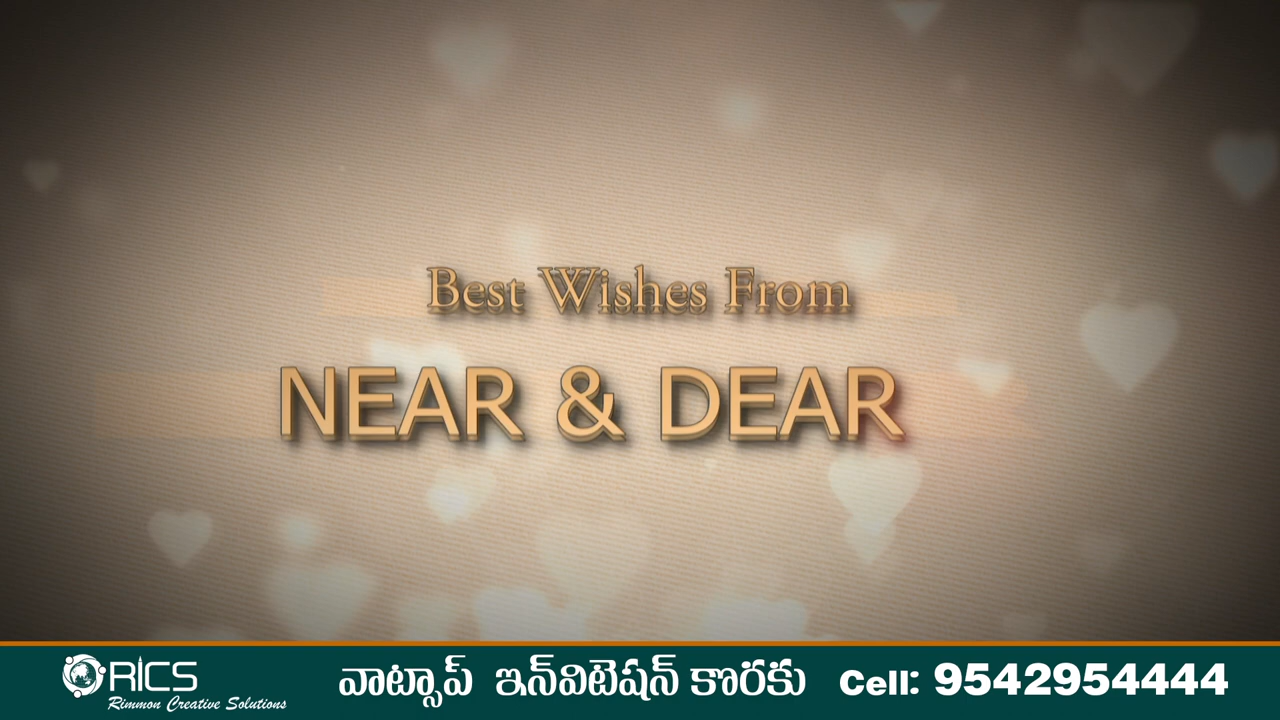 Best Wishes From
NEAR & DEAR
RICS
Rimmon Creative Solutions
వాట్సాప్ ఇన్‌విటెషన్ కొరకు Cell: 9542954444